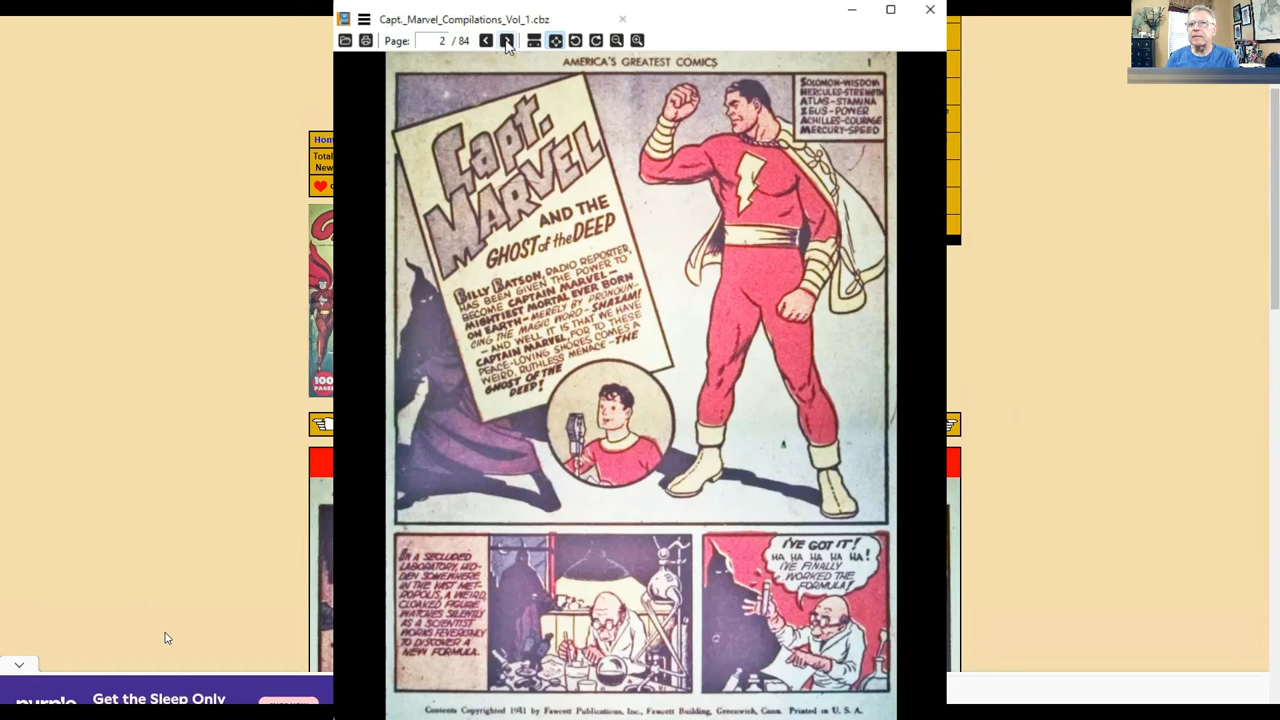 Capt._Marvel_Compilations_Vol_1.cbz
Page: 2 / 84
AMERICA'S GREATEST COMICS 1
Capt.
MARVEL
AND THE
GHOST of the DEEP
BILLY BATSON, RADIO REPORTER,
HAS BEEN GIVEN THE POWER TO
BECOME CAPTAIN MARVEL —
MIGHTIEST MORTAL EVER BORN
ON EARTH — MERELY BY PRONOUN-
CING THE MAGIC WORD - SHAZAM!
— AND WELL IT IS THAT WE HAVE
CAPTAIN MARVEL, FOR TO THESE
PEACE-LOVING SHORES COMES A
WEIRD, RUTHLESS MENACE - THE
GHOST OF THE
DEEP!
SOLOMON-WISDOM
HERCULES-STRENGTH
ATLAS-STAMINA
ZEUS-POWER
ACHILLES-COURAGE
MERCURY-SPEED
IN A SECLUDED
LABORATORY, HID-
DEN SOMEWHERE
IN THE VAST MET-
ROPOLIS, A WEIRD,
CLOAKED FIGURE
WATCHES SILENTLY
AS A SCIENTIST
WORKS FEVERISHLY
TO DISCOVER A
NEW FORMULA.
I'VE GOT IT!
HA HA HA HA HA!
I'VE FINALLY
WORKED THE
FORMULA!
Contents Copyrighted 1941 by Fawcett Publications, Inc., Fawcett Building, Greenwich, Conn. Printed in U. S. A.
Hom
Total
New
100
PAGES
purple
Get the Sleep Only